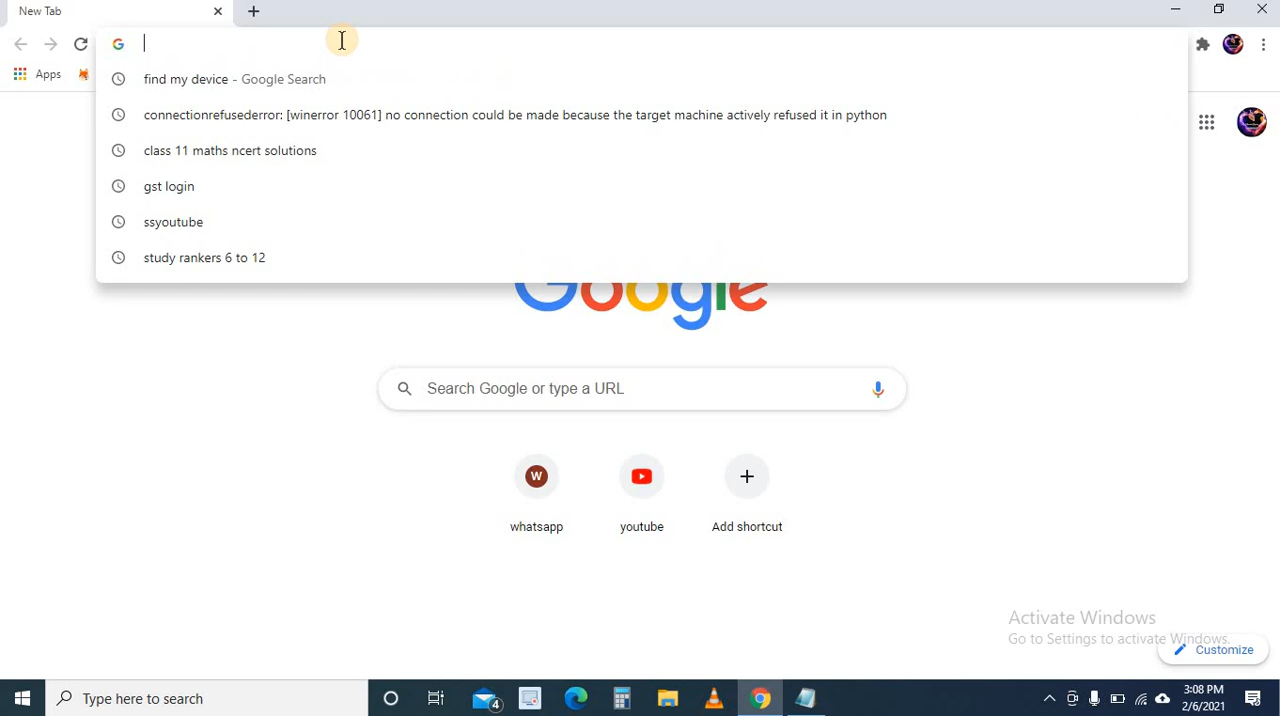 New Tab
find my device - Google Search
Apps
connectionrefusederror: [winerror 10061] no connection could be made because the target machine actively refused it in python
class 11 maths ncert solutions
gst login
ssyoutube
study rankers 6 to 12
Google
Search Google or type a URL
W
whatsapp
youtube
Add shortcut
Activate Windows
Go to Settings to activate Windows.
Customize
Type here to search
4
3:08 PM
2/6/2021